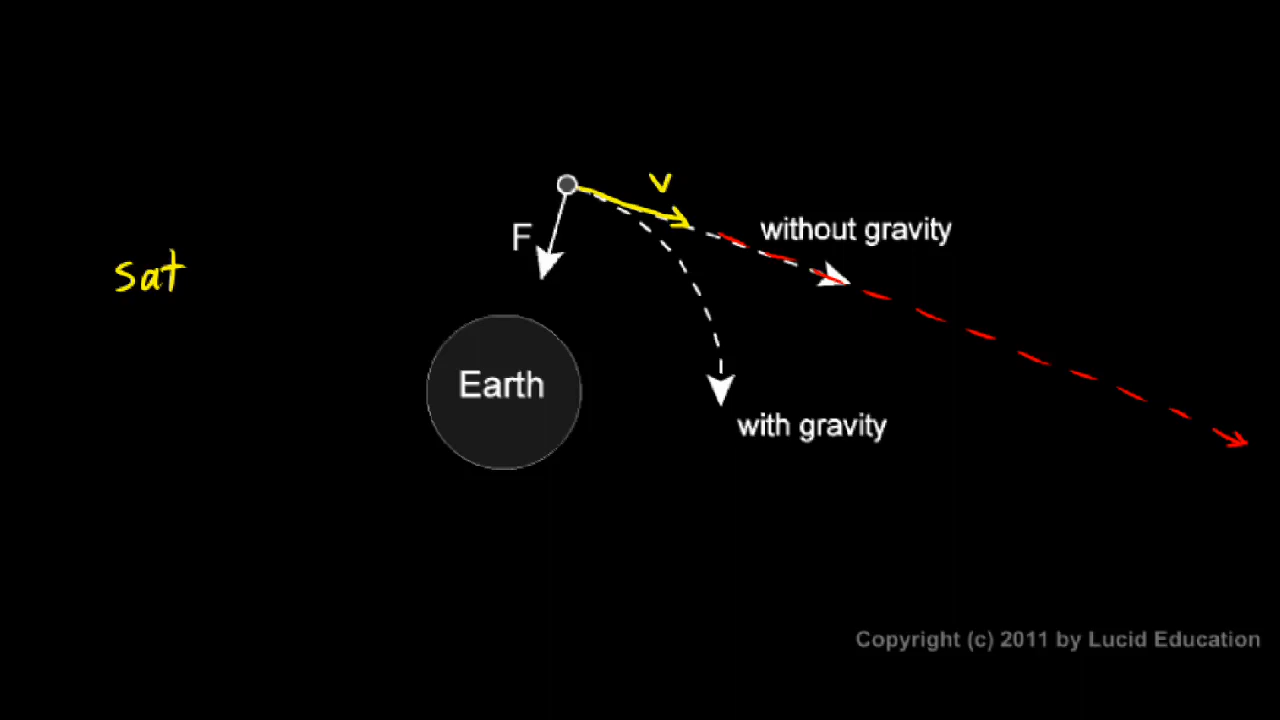 v
without gravity
F
sat
Earth
with gravity
Copyright (c) 2011 by Lucid Education